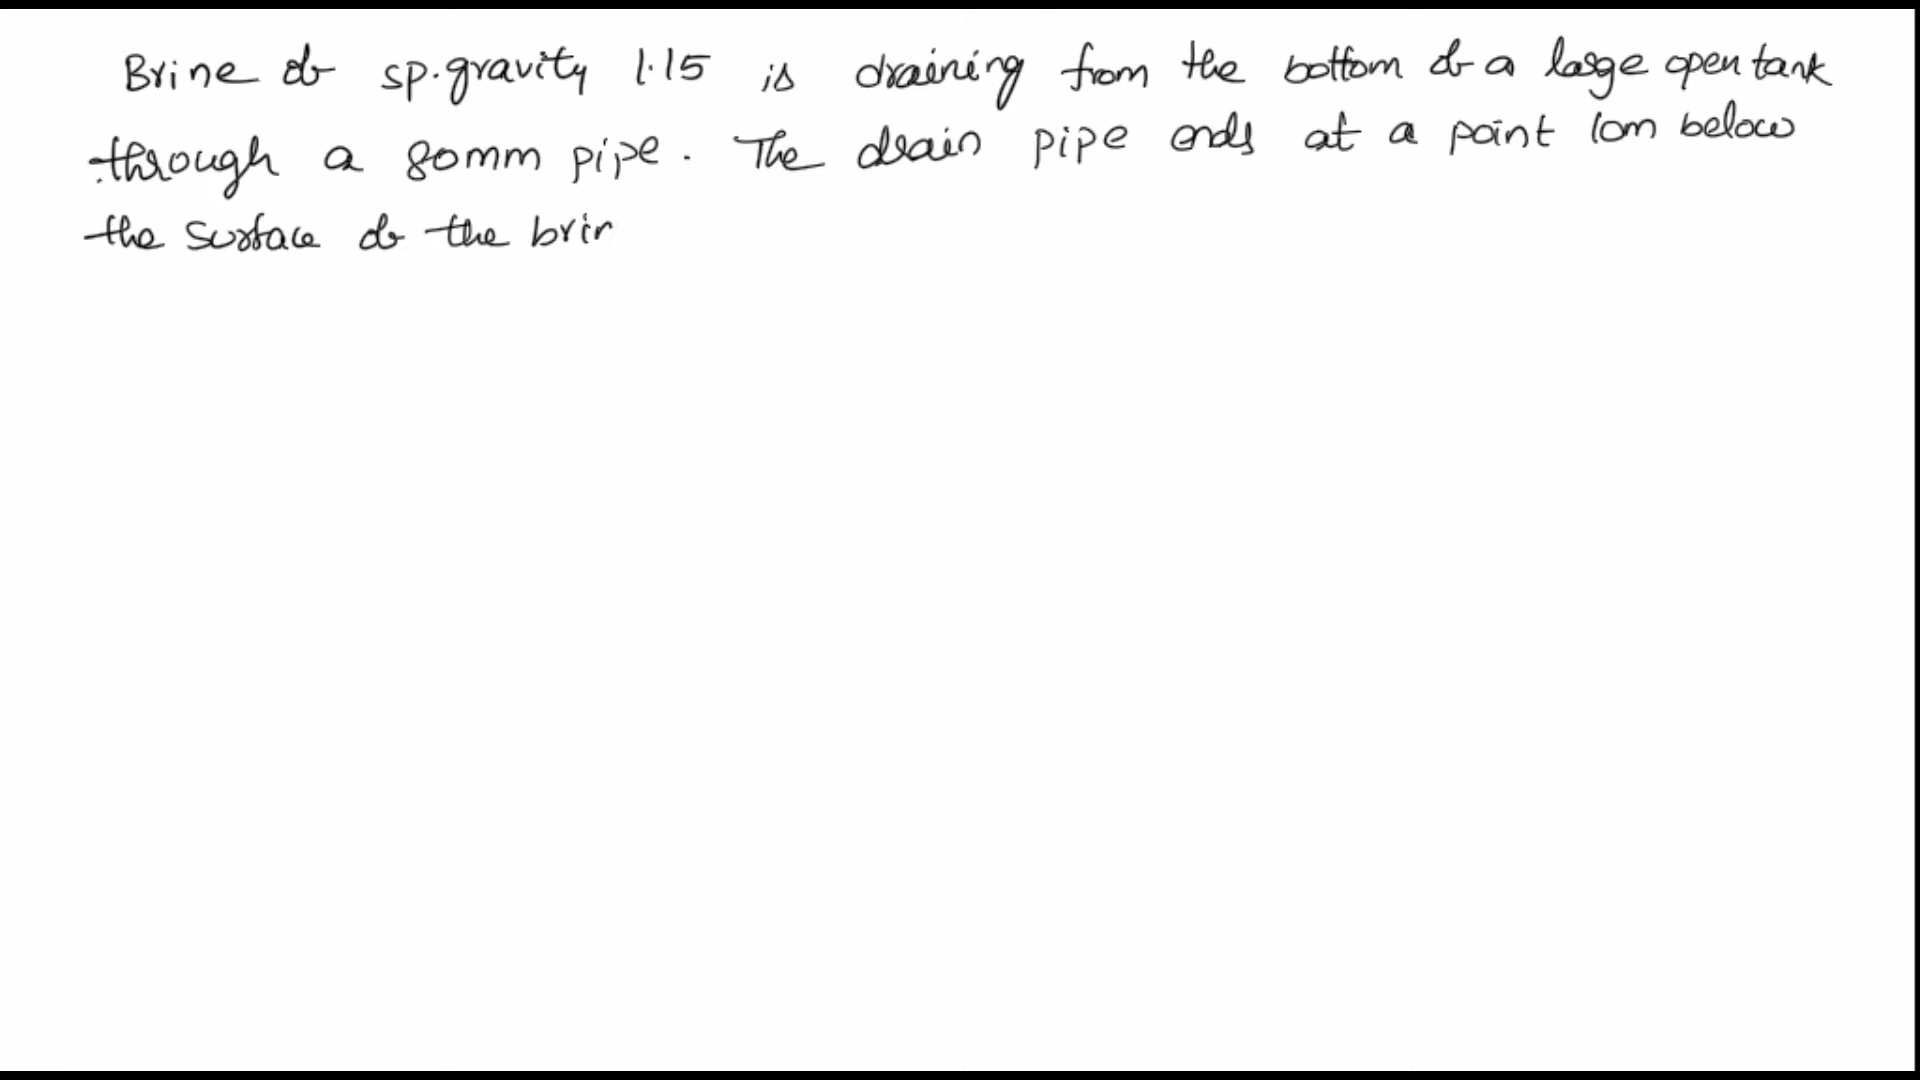 Brine of sp.gravity 1.15 is draining from the bottom of a large open tank
through a 80mm pipe. The drain pipe ends at a point 10m below
the surface of the brin